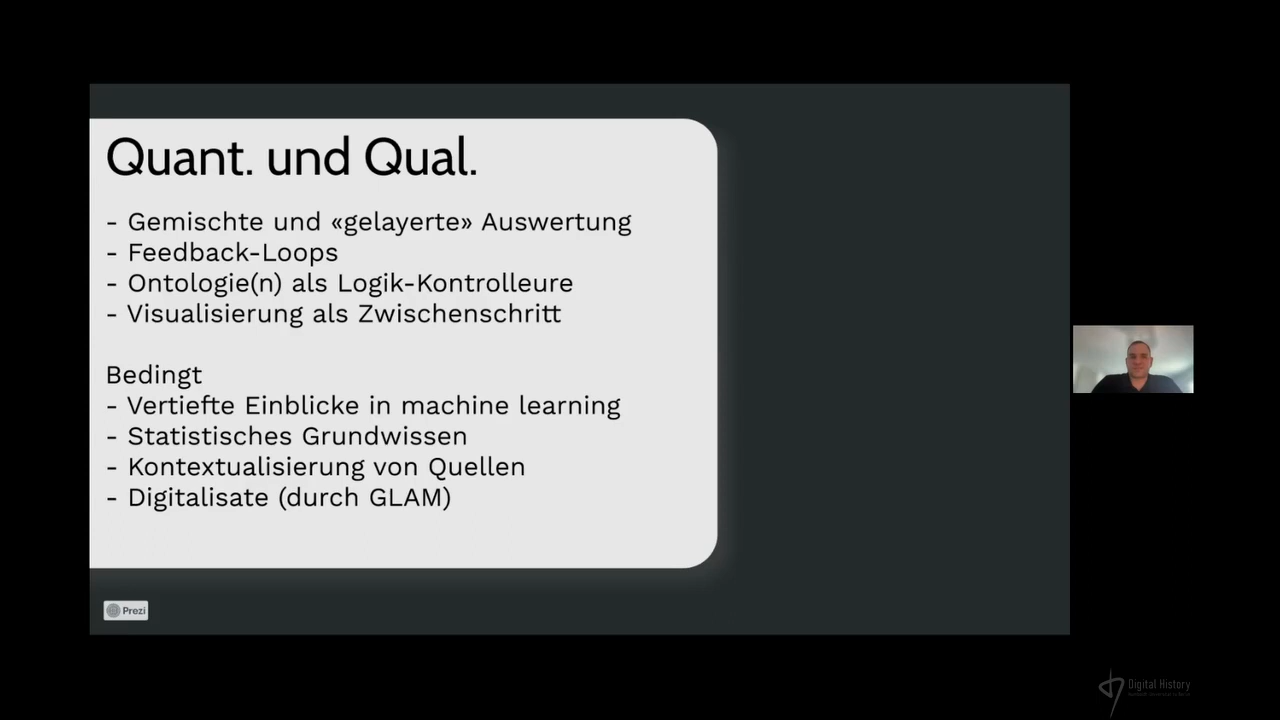 Quant. und Qual.
- Gemischte und «gelayerte» Auswertung
- Feedback-Loops
- Ontologie(n) als Logik-Kontrolleure
- Visualisierung als Zwischenschritt
Bedingt
- Vertiefte Einblicke in machine learning
- Statistisches Grundwissen
- Kontextualisierung von Quellen
- Digitalisate (durch GLAM)
Prezi
Digital History